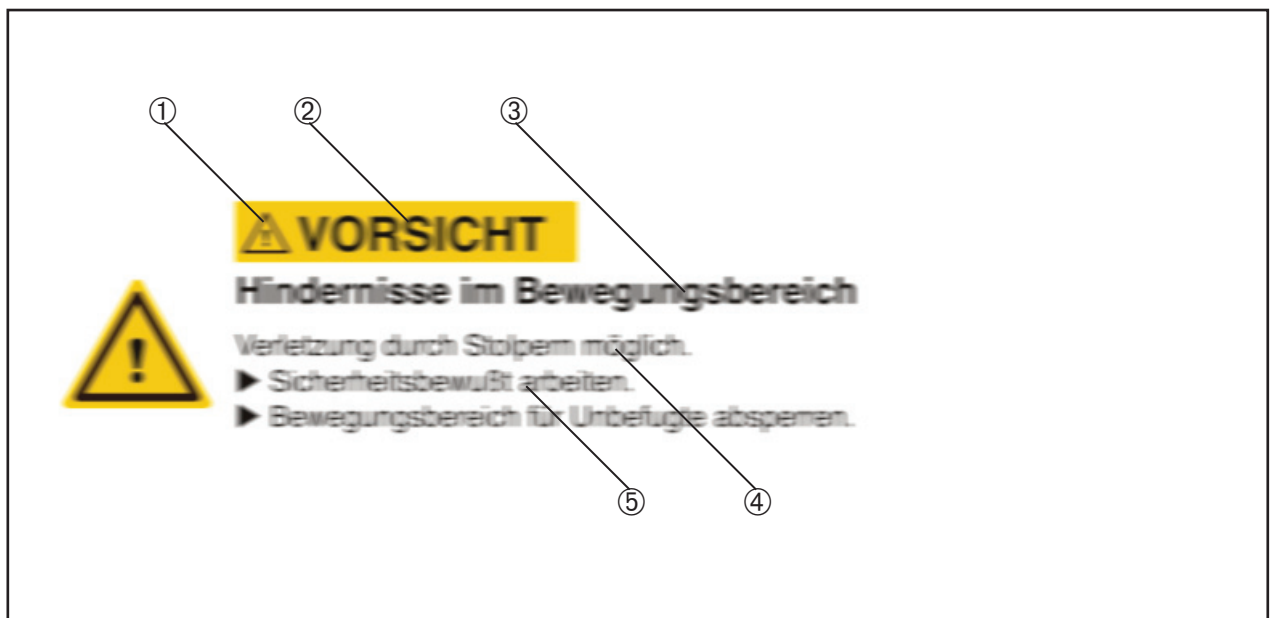 ① ② ③
VORSICHT
Hindernisse im Bewegungsbereich
Verletzung durch Stolpern möglich.
▶ Sicherheitsbewußt arbeiten.
▶ Bewegungsbereich für Unbefugte absperren.
⑤ ④